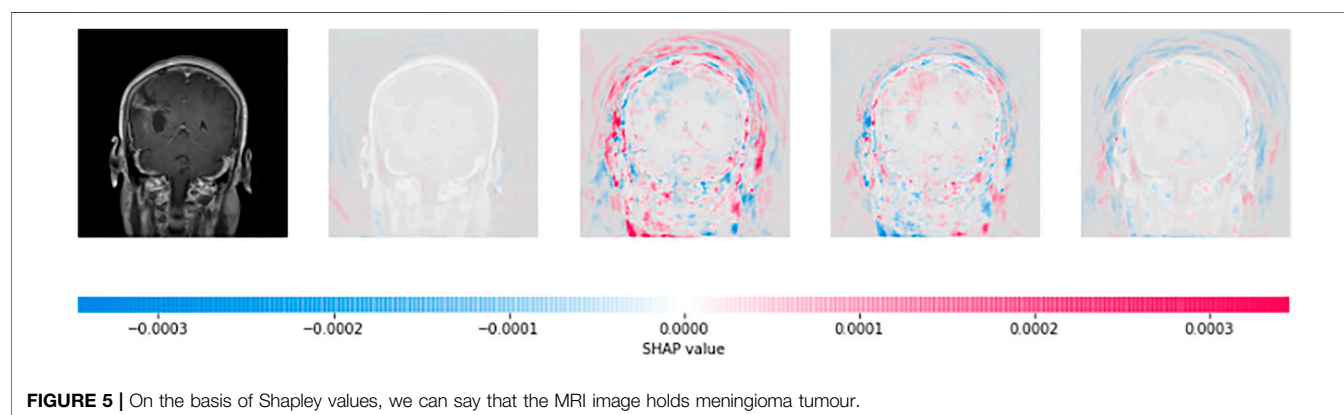 −0.0003 −0.0002 −0.0001 0.0000 0.0001 0.0002 0.0003
SHAP value
FIGURE 5 | On the basis of Shapley values, we can say that the MRI image holds meningioma tumour.